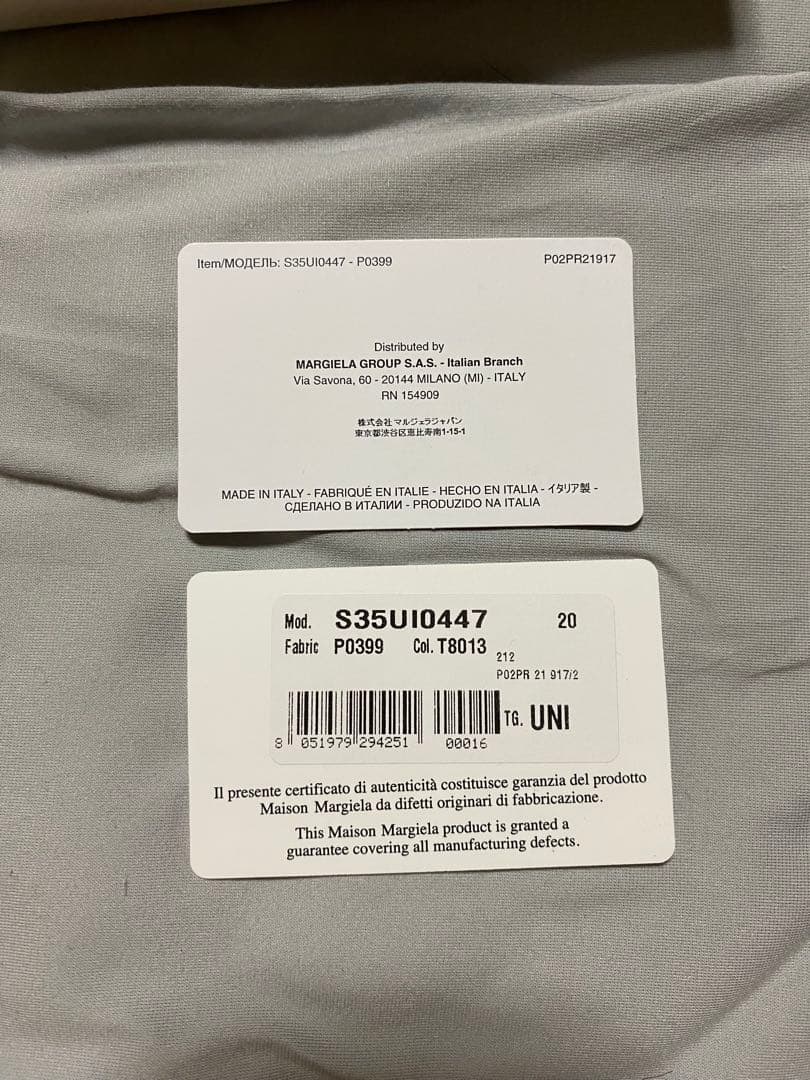 Item/МОДЕЛЬ: S35UI0447 - P0399
P02PR21917
Distributed by
MARGIELA GROUP S.A.S. - Italian Branch
Via Savona, 60 - 20144 MILANO (MI) - ITALY
RN 154909
株式会社 マルジェラジャパン
東京都渋谷区恵比寿南1-15-1
MADE IN ITALY - FABRIQUÉ EN ITALIE - HECHO EN ITALIA - イタリア製 -
СДЕЛАНО В ИТАЛИИ - PRODUZIDO NA ITALIA
Mod. S35UI0447 20
Fabric P0399 Col. T8013
212
P02PR 21 917/2
TG. UNI
8 051979 294251 00016
Il presente certificato di autenticità costituisce garanzia del prodotto
Maison Margiela da difetti originari di fabbricazione.
This Maison Margiela product is granted a
guarantee covering all manufacturing defects.